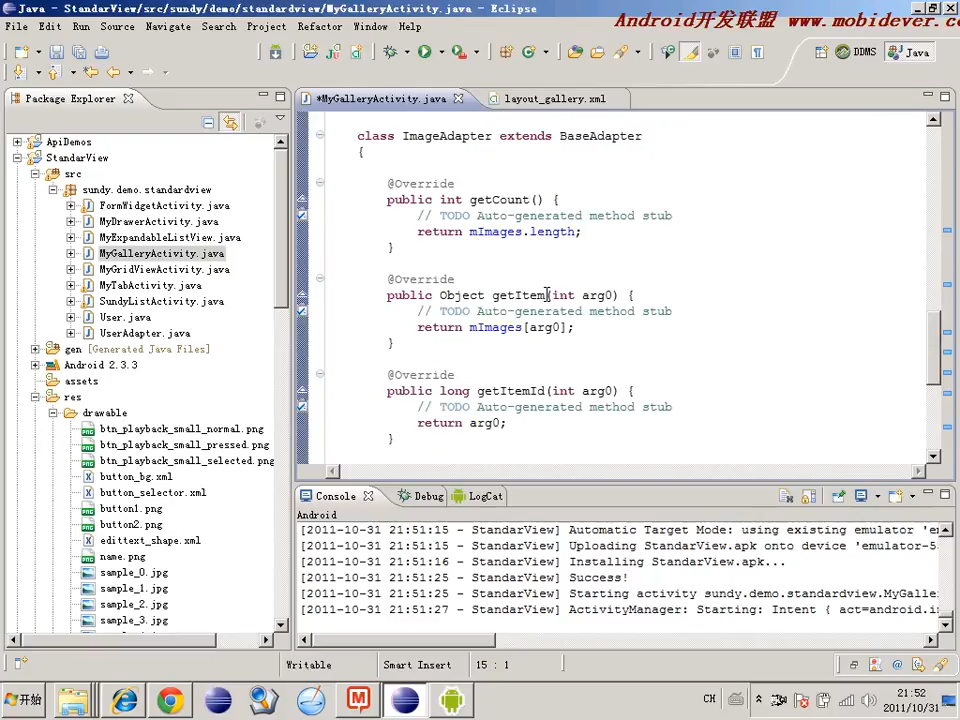 Java - StandarView/src/sundy/demo/standardview/MyGalleryActivity.java - Eclipse
Android开发联盟 www.mobidever.com
File Edit Run Source Navigate Search Project Refactor Window Help
DDMS Java
Package Explorer
*MyGalleryActivity.java layout_gallery.xml
ApiDemos
StandarView
src
sundy.demo.standardview
FormWidgetActivity.java
MyDrawerActivity.java
MyExpandableListView.java
MyGalleryActivity.java
MyGridViewActivity.java
MyTabActivity.java
SundyListActivity.java
User.java
UserAdapter.java
gen [Generated Java Files]
Android 2.3.3
assets
res
drawable
btn_playback_small_normal.png
btn_playback_small_pressed.png
btn_playback_small_selected.png
button_bg.xml
button_selector.xml
button1.png
button2.png
edittext_shape.xml
name.png
sample_0.jpg
sample_1.jpg
sample_2.jpg
sample_3.jpg
class ImageAdapter extends BaseAdapter
{
@Override
public int getCount() {
// TODO Auto-generated method stub
return mImages.length;
}
@Override
public Object getItem(int arg0) {
// TODO Auto-generated method stub
return mImages[arg0];
}
@Override
public long getItemId(int arg0) {
// TODO Auto-generated method stub
return arg0;
}
Console Debug LogCat
Android
[2011-10-31 21:51:15 - StandarView] Automatic Target Mode: using existing emulator 'e
[2011-10-31 21:51:15 - StandarView] Uploading StandarView.apk onto device 'emulator-5
[2011-10-31 21:51:16 - StandarView] Installing StandarView.apk...
[2011-10-31 21:51:25 - StandarView] Success!
[2011-10-31 21:51:25 - StandarView] Starting activity sundy.demo.standardview.MyGalle
[2011-10-31 21:51:27 - StandarView] ActivityManager: Starting: Intent { act=android.i
Writable Smart Insert 15 : 1
开始
CH
21:52
2011/10/31